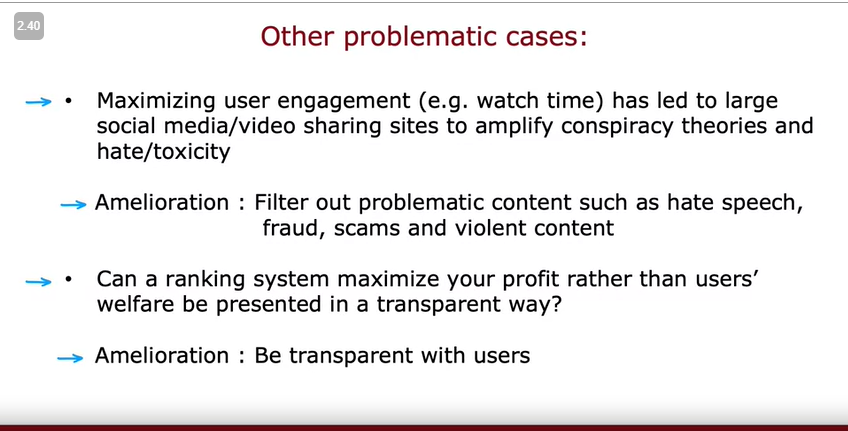 2.40
Other problematic cases:
• Maximizing user engagement (e.g. watch time) has led to large
social media/video sharing sites to amplify conspiracy theories and
hate/toxicity
Amelioration : Filter out problematic content such as hate speech,
fraud, scams and violent content
• Can a ranking system maximize your profit rather than users’
welfare be presented in a transparent way?
Amelioration : Be transparent with users